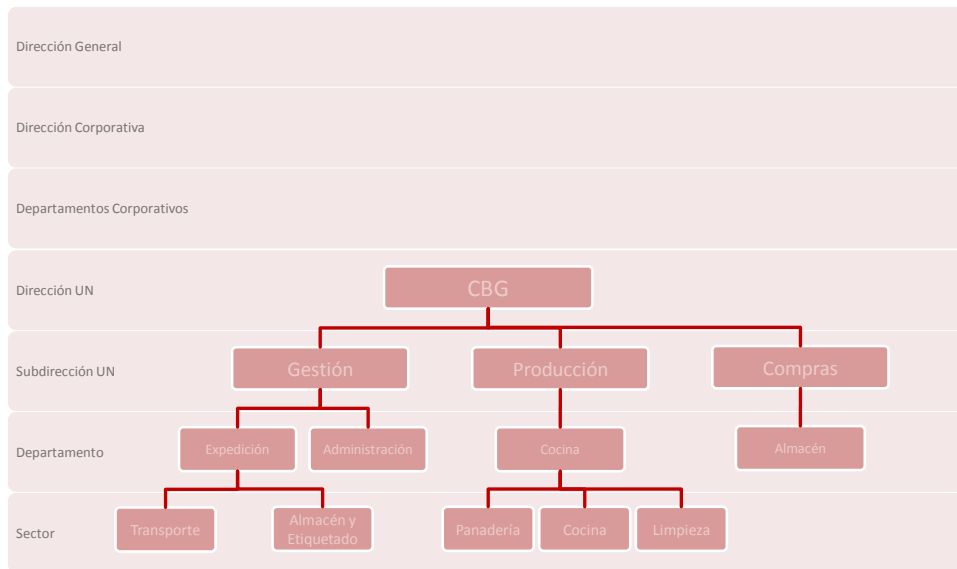 Dirección General
Dirección Corporativa
Departamentos Corporativos
Dirección UN
CBG
Subdirección UN
Gestión
Producción
Compras
Departamento
Expedición
Administración
Cocina
Almacén
Sector
Transporte
Almacén y
Etiquetado
Panadería
Cocina
Limpieza